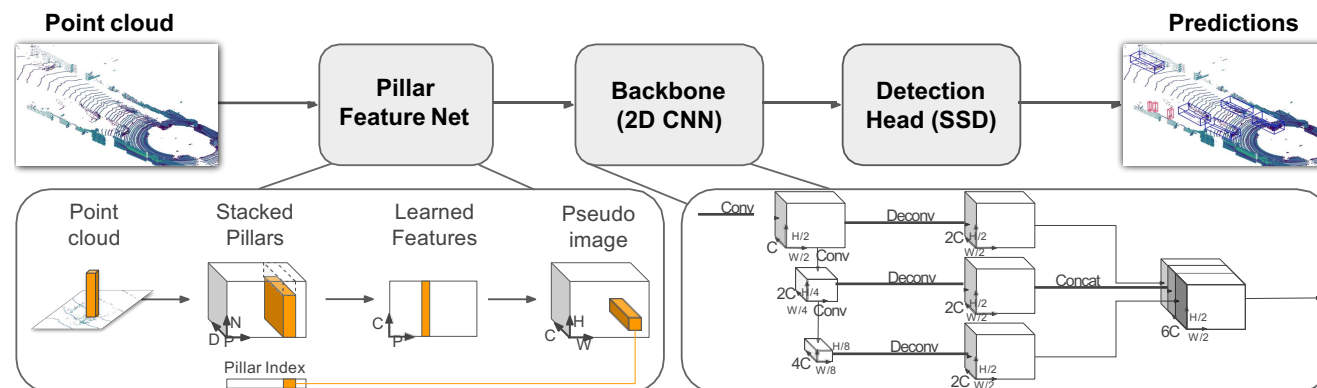 Point cloud
Predictions
Pillar
Feature Net
Backbone
(2D CNN)
Detection
Head (SSD)
Point
cloud
Stacked
Pillars
Learned
Features
Pseudo
image
D
N
P
C
P
C
H
W
Pillar Index
Conv
C
H/2
W/2
Deconv
2C
H/2
W/2
Conv
2C
H/4
W/4
Deconv
2C
H/2
W/2
Concat
6C
H/2
W/2
Conv
4C
H/8
W/8
Deconv
2C
H/2
W/2